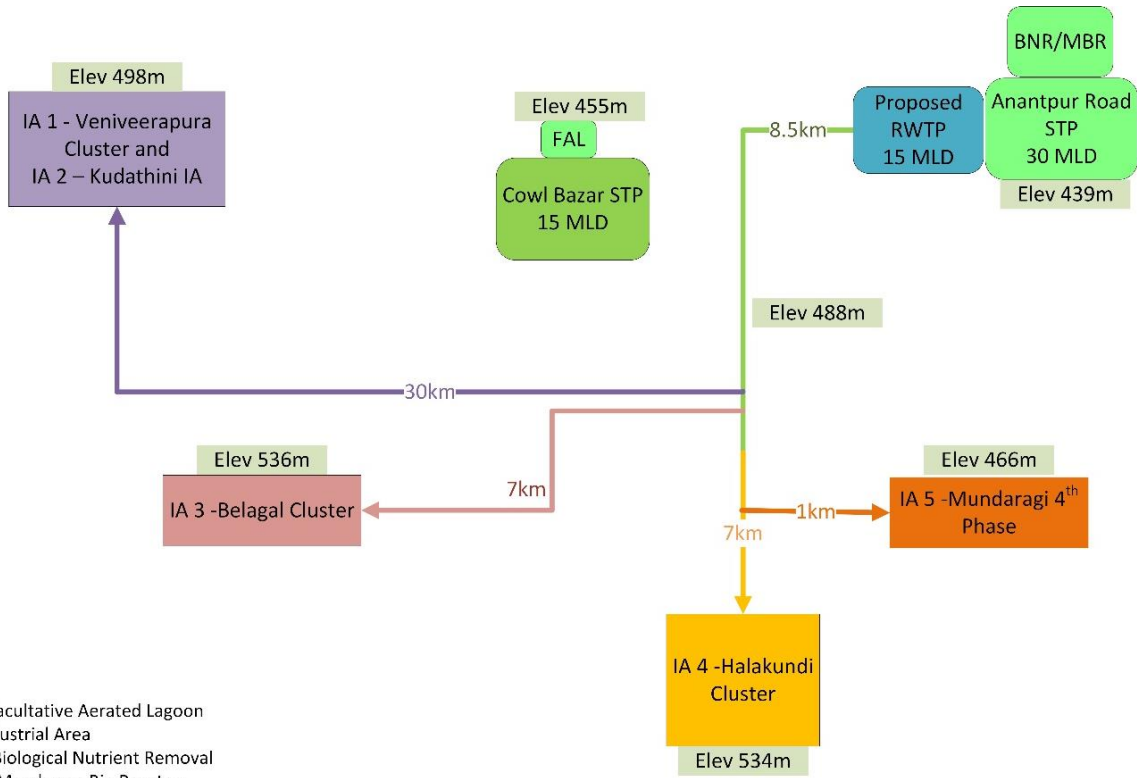 Elev 498m
IA 1 - Veniveerapura
Cluster and
IA 2 – Kudathini IA
Elev 455m
FAL
Cowl Bazar STP
15 MLD
BNR/MBR
Proposed
RWTP
15 MLD
Anantpur Road
STP
30 MLD
Elev 439m
8.5km
Elev 488m
30km
Elev 536m
IA 3 -Belagal Cluster
7km
Elev 466m
IA 5 -Mundaragi 4th
Phase
1km
7km
IA 4 -Halakundi
Cluster
Elev 534m
acultative Aerated Lagoon
ustrial Area
Biological Nutrient Removal